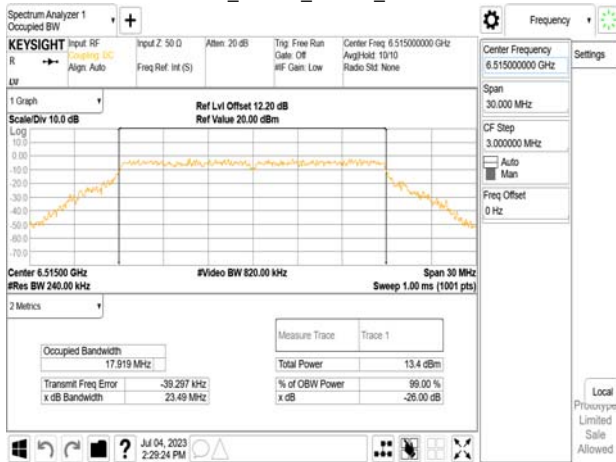 Spectrum Analyzer 1
Occupied BW
Frequency
KEYSIGHT Input: RF Input Z: 50 Ω Atten: 20 dB Trig: Free Run Center Freq: 6.515000000 GHz
R Coupling: DC Gate: Off Avg|Hold: 10/10
Align: Auto Freq Ref: Int (S) #IF Gain: Low Radio Std: None
Center Frequency
6.515000000 GHz
Settings
Span
30.000 MHz
CF Step
3.000000 MHz
Auto
Man
Freq Offset
0 Hz
1 Graph
Ref Lvl Offset 12.20 dB
Scale/Div 10.0 dB Ref Value 20.00 dBm
Log
10.0
0.00
-10.0
-20.0
-30.0
-40.0
-50.0
-60.0
-70.0
Center 6.51500 GHz #Video BW 820.00 kHz Span 30 MHz
#Res BW 240.00 kHz Sweep 1.00 ms (1001 pts)
2 Metrics
Measure Trace Trace 1
Occupied Bandwidth
17.919 MHz Total Power 13.4 dBm
Transmit Freq Error -39.297 kHz % of OBW Power 99.00 %
x dB Bandwidth 23.49 MHz x dB -26.00 dB
Local
Prototype
Limited
Sale
Allowed
? Jul 04, 2023
2:29:24 PM